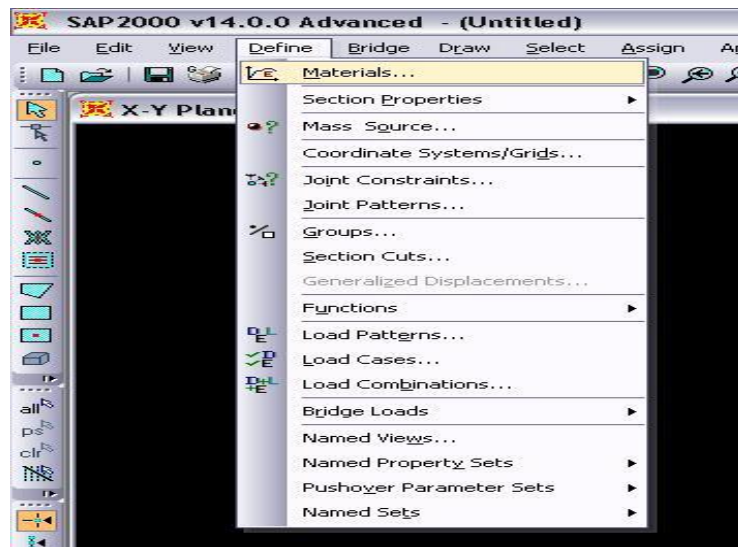 SAP2000 v14.0.0 Advanced - (Untitled)
File Edit View Define Bridge Draw Select Assign
X-Y Plan
Materials...
Section Properties
Mass Source...
Coordinate Systems/Grids...
Joint Constraints...
Joint Patterns...
Groups...
Section Cuts...
Generalized Displacements...
Functions
Load Patterns...
Load Cases...
Load Combinations...
Bridge Loads
Named Views...
Named Property Sets
Pushover Parameter Sets
Named Sets
all
ps
clr